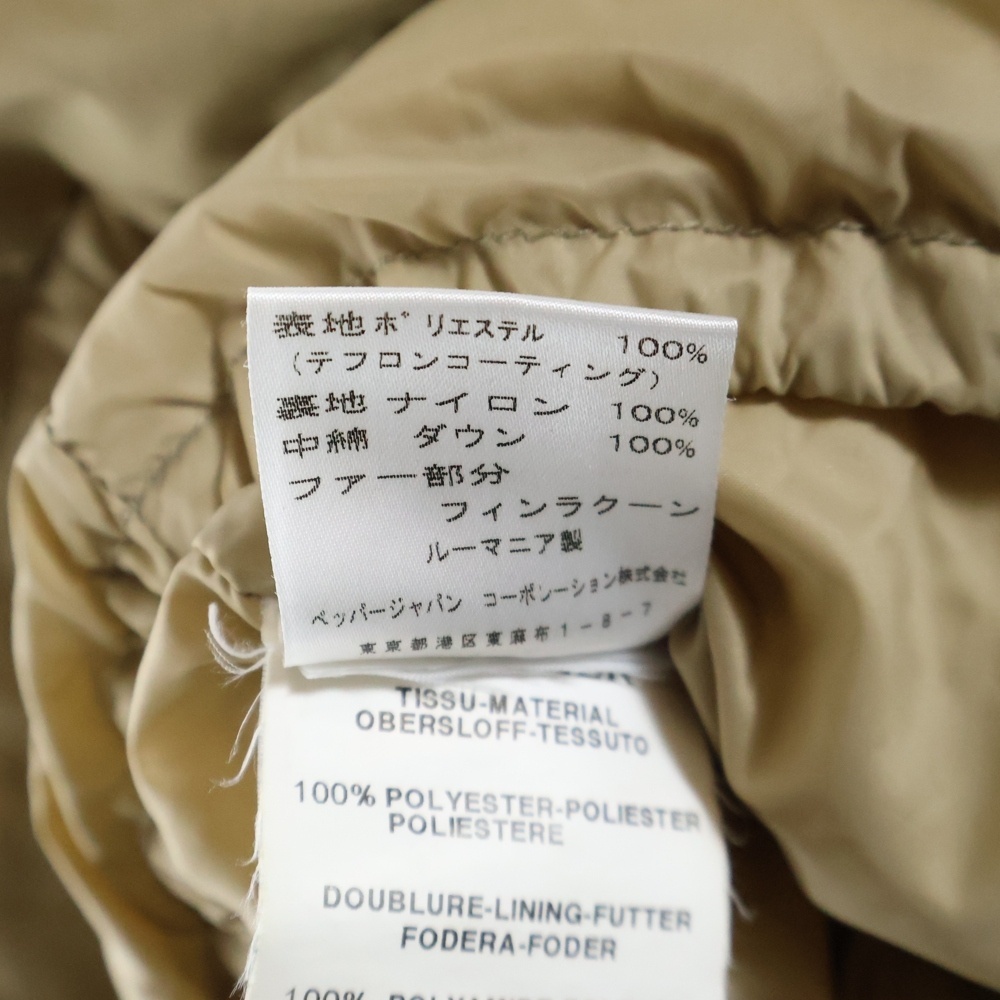 表地ポリエステル 100%
(テフロンコーティング)
裏地 ナイロン 100%
中綿 ダウン 100%
ファー部分
フィンラクーン
ルーマニア製
ペッパージャパン コーポレーション株式会社
東京都港区東麻布1-8-7
TISSU-MATERIAL
OBERSLOFF-TESSUTO
100% POLYESTER-POLIESTER
POLIESTERE
DOUBLURE-LINING-FUTTER
FODERA-FODER
100%